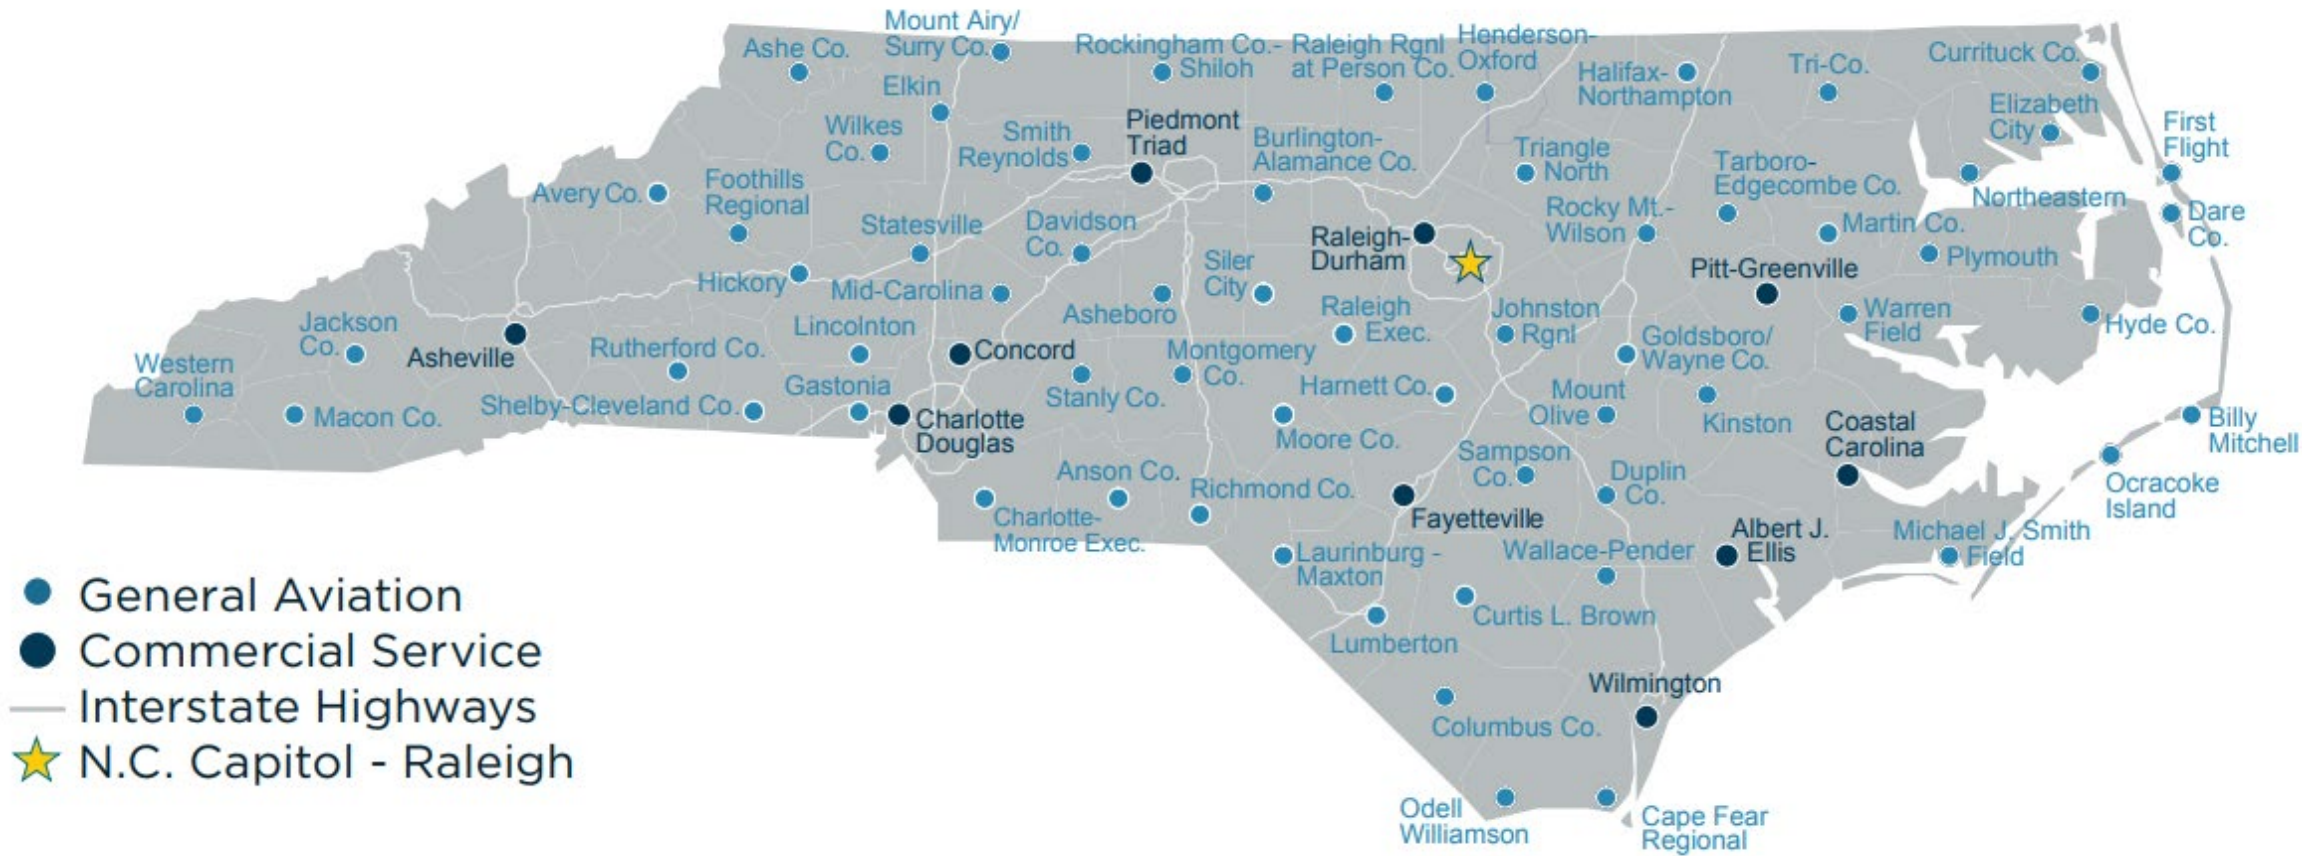 Mount Airy/
Surry Co.
Ashe Co.
Rockingham Co.-
Shiloh
Raleigh Rgnl
at Person Co.
Henderson-
Oxford
Halifax-
Northampton
Tri-Co.
Currituck Co.
Elkin
Elizabeth
City
Wilkes
Co.
Smith
Reynolds
Piedmont
Triad
Burlington-
Alamance Co.
Triangle
North
Tarboro-
Edgecombe Co.
First
Flight
Avery Co.
Foothills
Regional
Northeastern
Statesville
Davidson
Co.
Rocky Mt.-
Wilson
Martin Co.
Dare
Co.
Raleigh-
Durham
Siler
City
Plymouth
Pitt-Greenville
Hickory
Mid-Carolina
Asheboro
Raleigh
Exec.
Johnston
Rgnl
Warren
Field
Hyde Co.
Jackson
Co.
Asheville
Rutherford Co.
Lincolnton
Concord
Montgomery
Co.
Goldsboro/
Wayne Co.
Western
Carolina
Macon Co.
Shelby-Cleveland Co.
Gastonia
Charlotte
Douglas
Stanly Co.
Harnett Co.
Mount
Olive
Kinston
Coastal
Carolina
Billy
Mitchell
Moore Co.
Sampson
Co.
Duplin
Co.
Anson Co.
Richmond Co.
Ocracoke
Island
Charlotte-
Monroe Exec.
Fayetteville
Albert J.
Ellis
Michael J. Smith
Field
Laurinburg -
Maxton
Wallace-Pender
Curtis L. Brown
Lumberton
Wilmington
Columbus Co.
Odell
Williamson
Cape Fear
Regional
General Aviation
Commercial Service
Interstate Highways
N.C. Capitol - Raleigh